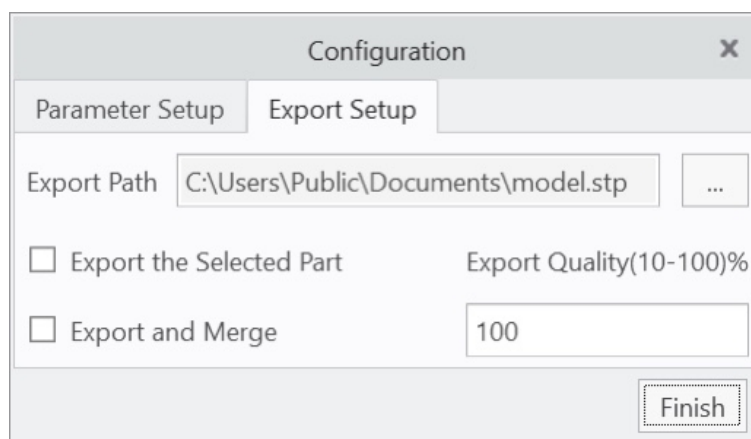 Configuration
Parameter Setup Export Setup
Export Path C:\Users\Public\Documents\model.stp ...
Export the Selected Part Export Quality(10-100)%
Export and Merge 100
Finish